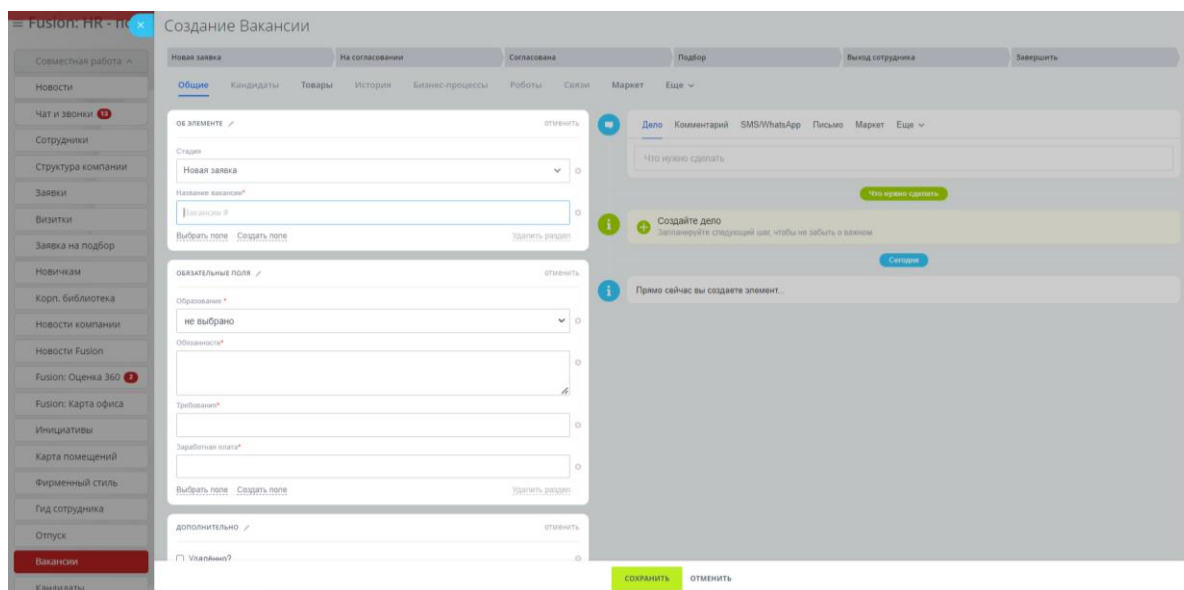 ≡ Fusion: HR - по
Создание Вакансии
Новая заявка
На согласовании
Согласована
Подбор
Выход сотрудника
Завершить
Общие Кандидаты Товары История Бизнес-процессы Роботы Связи Маркет Еще
Совместная работа
Новости
Чат и звонки 13
Сотрудники
Структура компании
Заявки
Визитки
Заявка на подбор
Новичкам
Корп. библиотека
Новости компании
Новости Fusion
Fusion: Оценка 360 2
Fusion: Карта офиса
Инициативы
Карта помещений
Фирменный стиль
Гид сотрудника
Отпуск
Вакансии
Кандидаты
ОБ ЭЛЕМЕНТЕ
ОТМЕНИТЬ
Стадия
Новая заявка
Название вакансии*
Вакансии #
Выбрать поле Создать поле
Удалить раздел
ОБЯЗАТЕЛЬНЫЕ ПОЛЯ
ОТМЕНИТЬ
Образование *
не выбрано
Обязанности*
Требования*
Заработная плата*
Выбрать поле Создать поле
Удалить раздел
ДОПОЛНИТЕЛЬНО
ОТМЕНИТЬ
Удалённо?
Дело Комментарий SMS/WhatsApp Письмо Маркет Еще
Что нужно сделать
Что нужно сделать
Создайте дело
Запланируйте следующий шаг, чтобы не забыть о важном
Сегодня
Прямо сейчас вы создаете элемент...
СОХРАНИТЬ ОТМЕНИТЬ